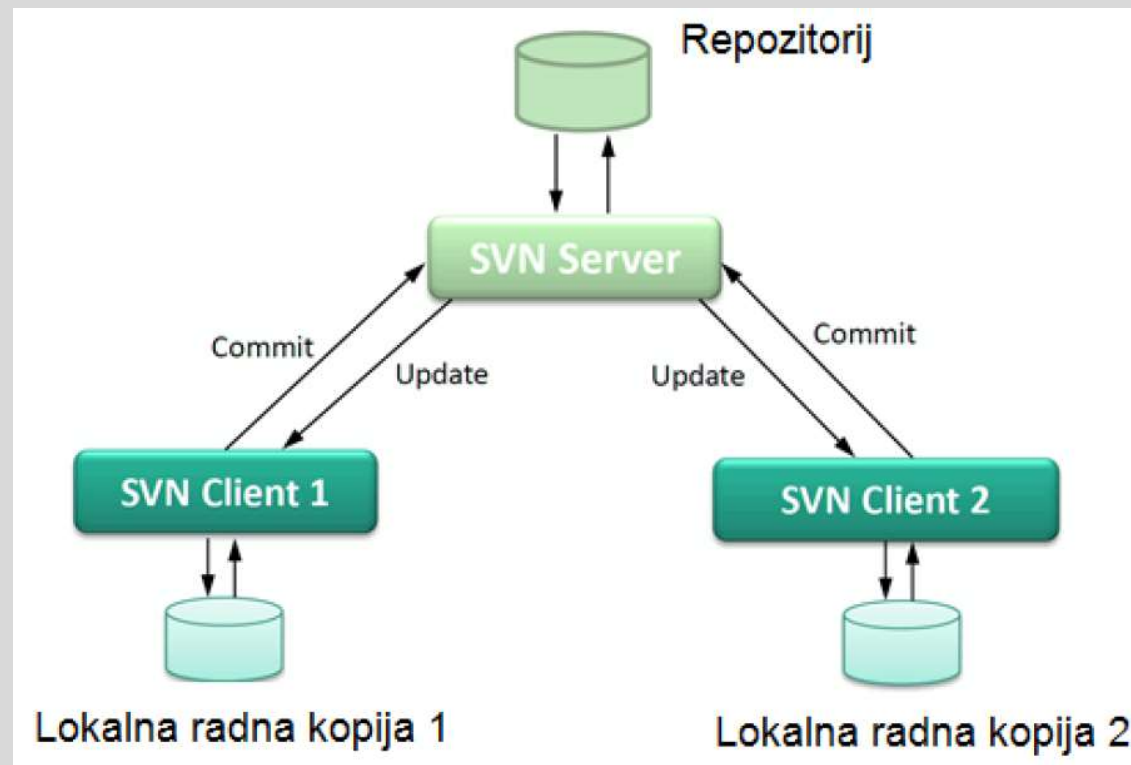 Repozitorij
SVN Server
Commit
Update
Update
Commit
SVN Client 1
SVN Client 2
Lokalna radna kopija 1
Lokalna radna kopija 2